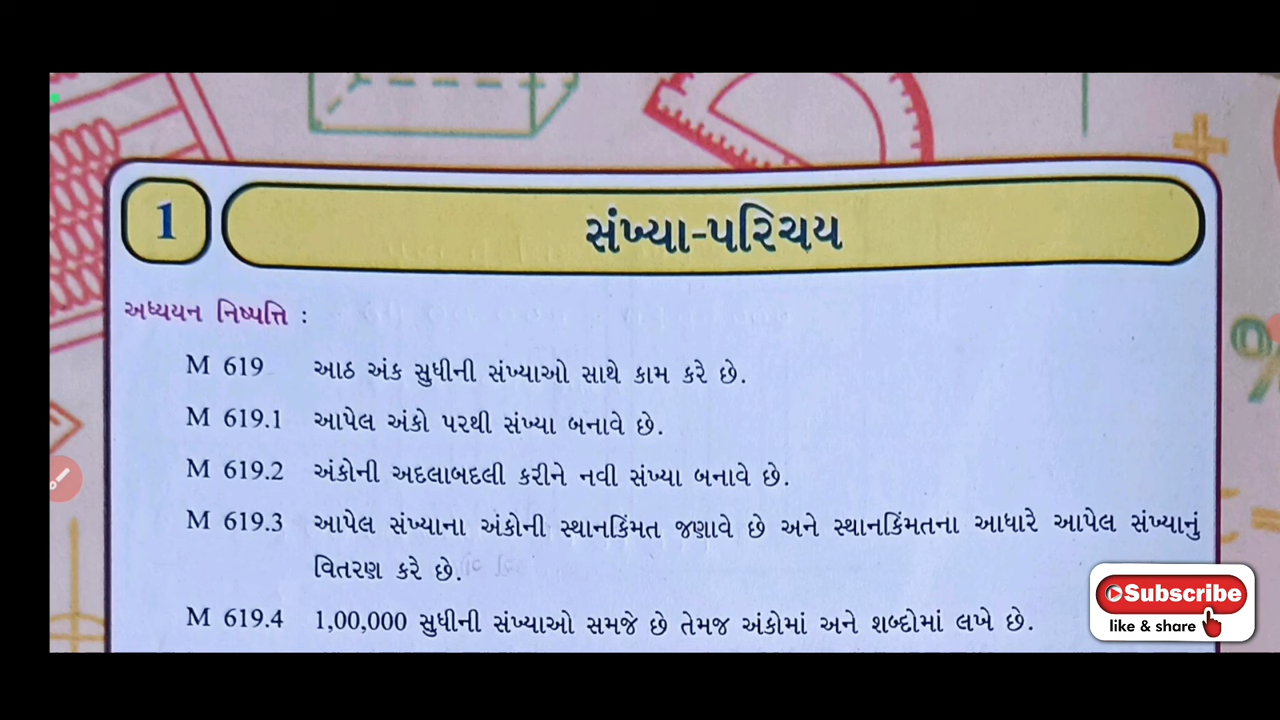 1
સંખ્યા-પરિચય
અધ્યયન નિષ્પત્તિ :
M 619 આઠ અંક સુધીની સંખ્યાઓ સાથે કામ કરે છે.
M 619.1 આપેલ અંકો પરથી સંખ્યા બનાવે છે.
M 619.2 અંકોની અદલાબદલી કરીને નવી સંખ્યા બનાવે છે.
M 619.3 આપેલ સંખ્યાના અંકોની સ્થાનકિંમત જણાવે છે અને સ્થાનકિંમતના આધારે આપેલ સંખ્યાનું
વિતરણ કરે છે.
M 619.4 1,00,000 સુધીની સંખ્યાઓ સમજે છે તેમજ અંકોમાં અને શબ્દોમાં લખે છે.
Subscribe
like & share